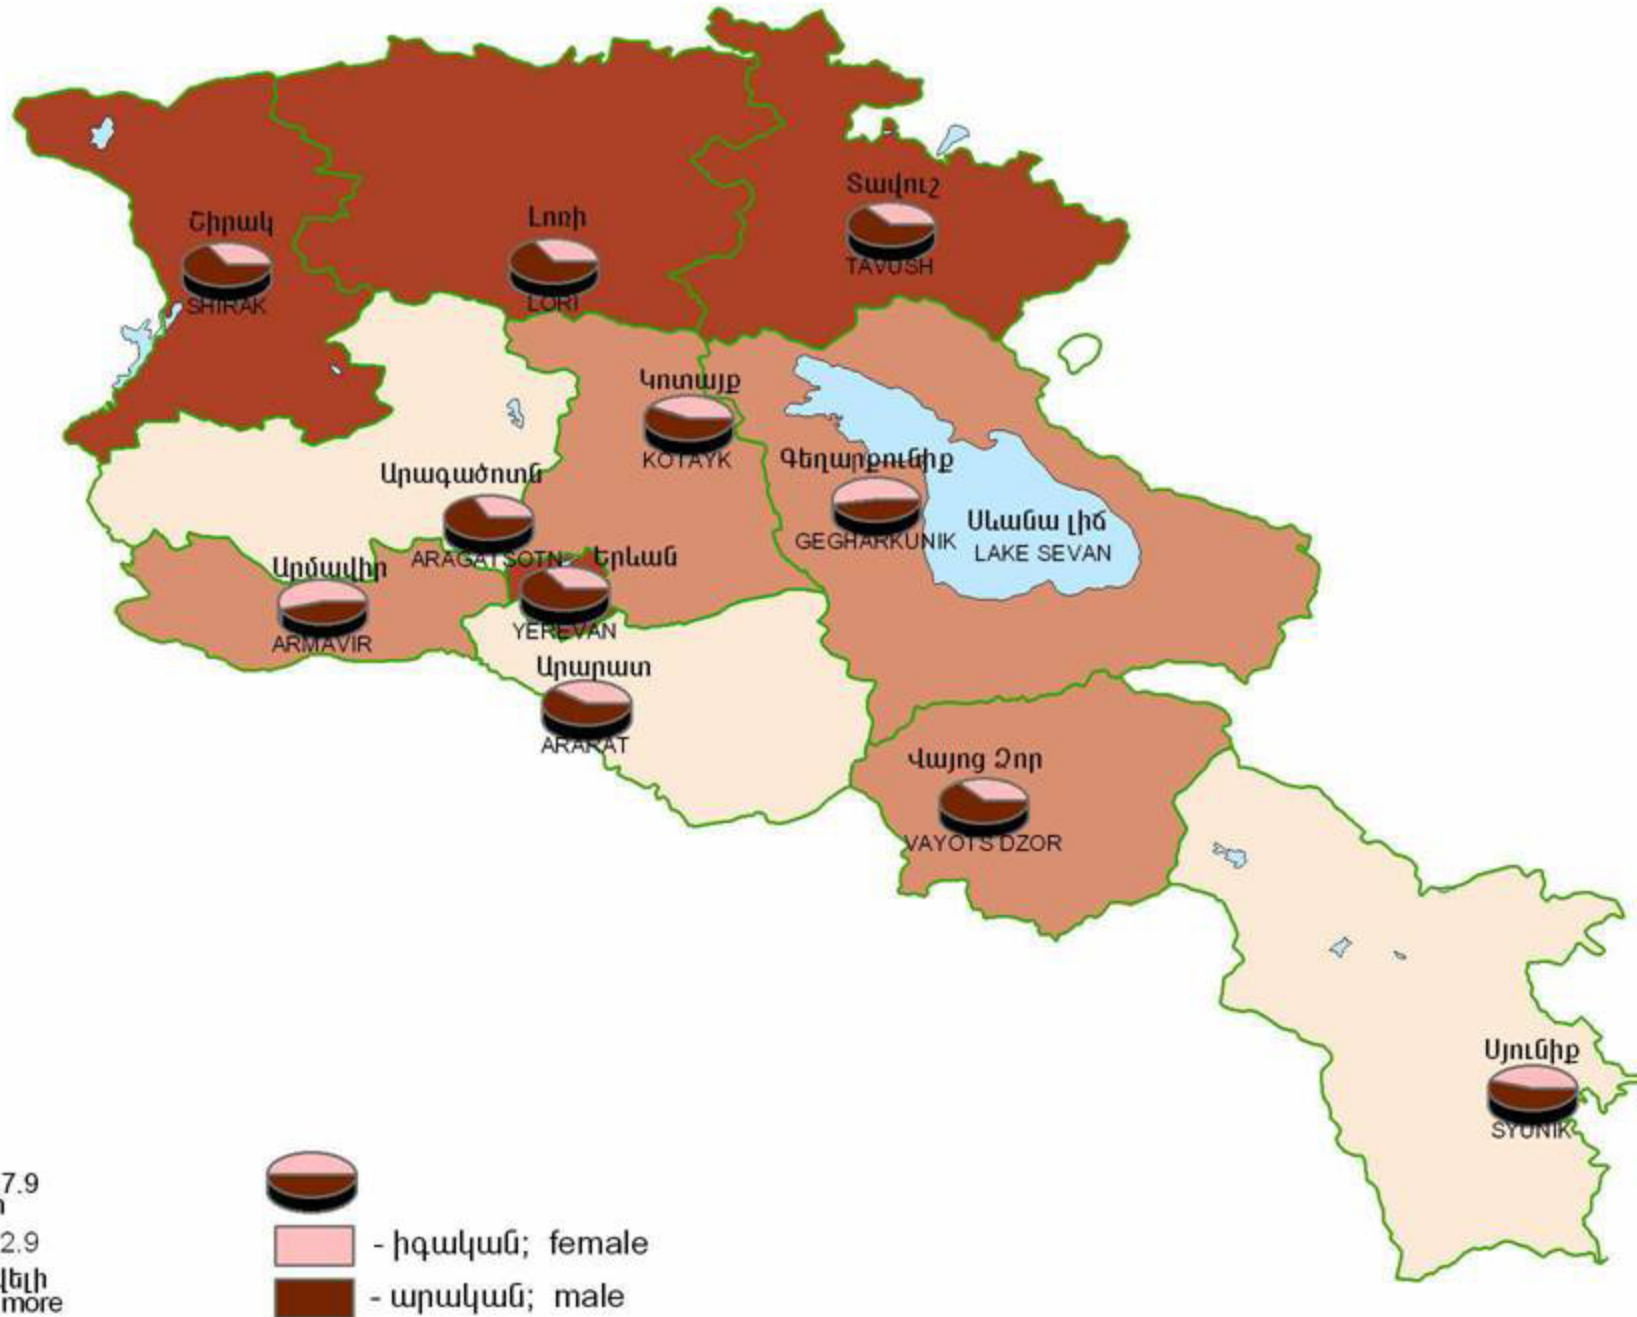 Տավուշ
TAVUSH
Շիրակ
SHIRAK
Լոռի
LORI
Կոտայք
KOTAYK
Գեղարքունիք
GEGHARKUNIK
Արագածոտն
ARAGATSOTN
Սևանա լիճ
LAKE SEVAN
Արմավիր
ARMAVIR
Երևան
YEREVAN
Արարատ
ARARAT
Վայոց Ձոր
VAYOTS DZOR
Սյունիք
SYUNIK
7.9
2.9
more
- իգական; female
- արական; male